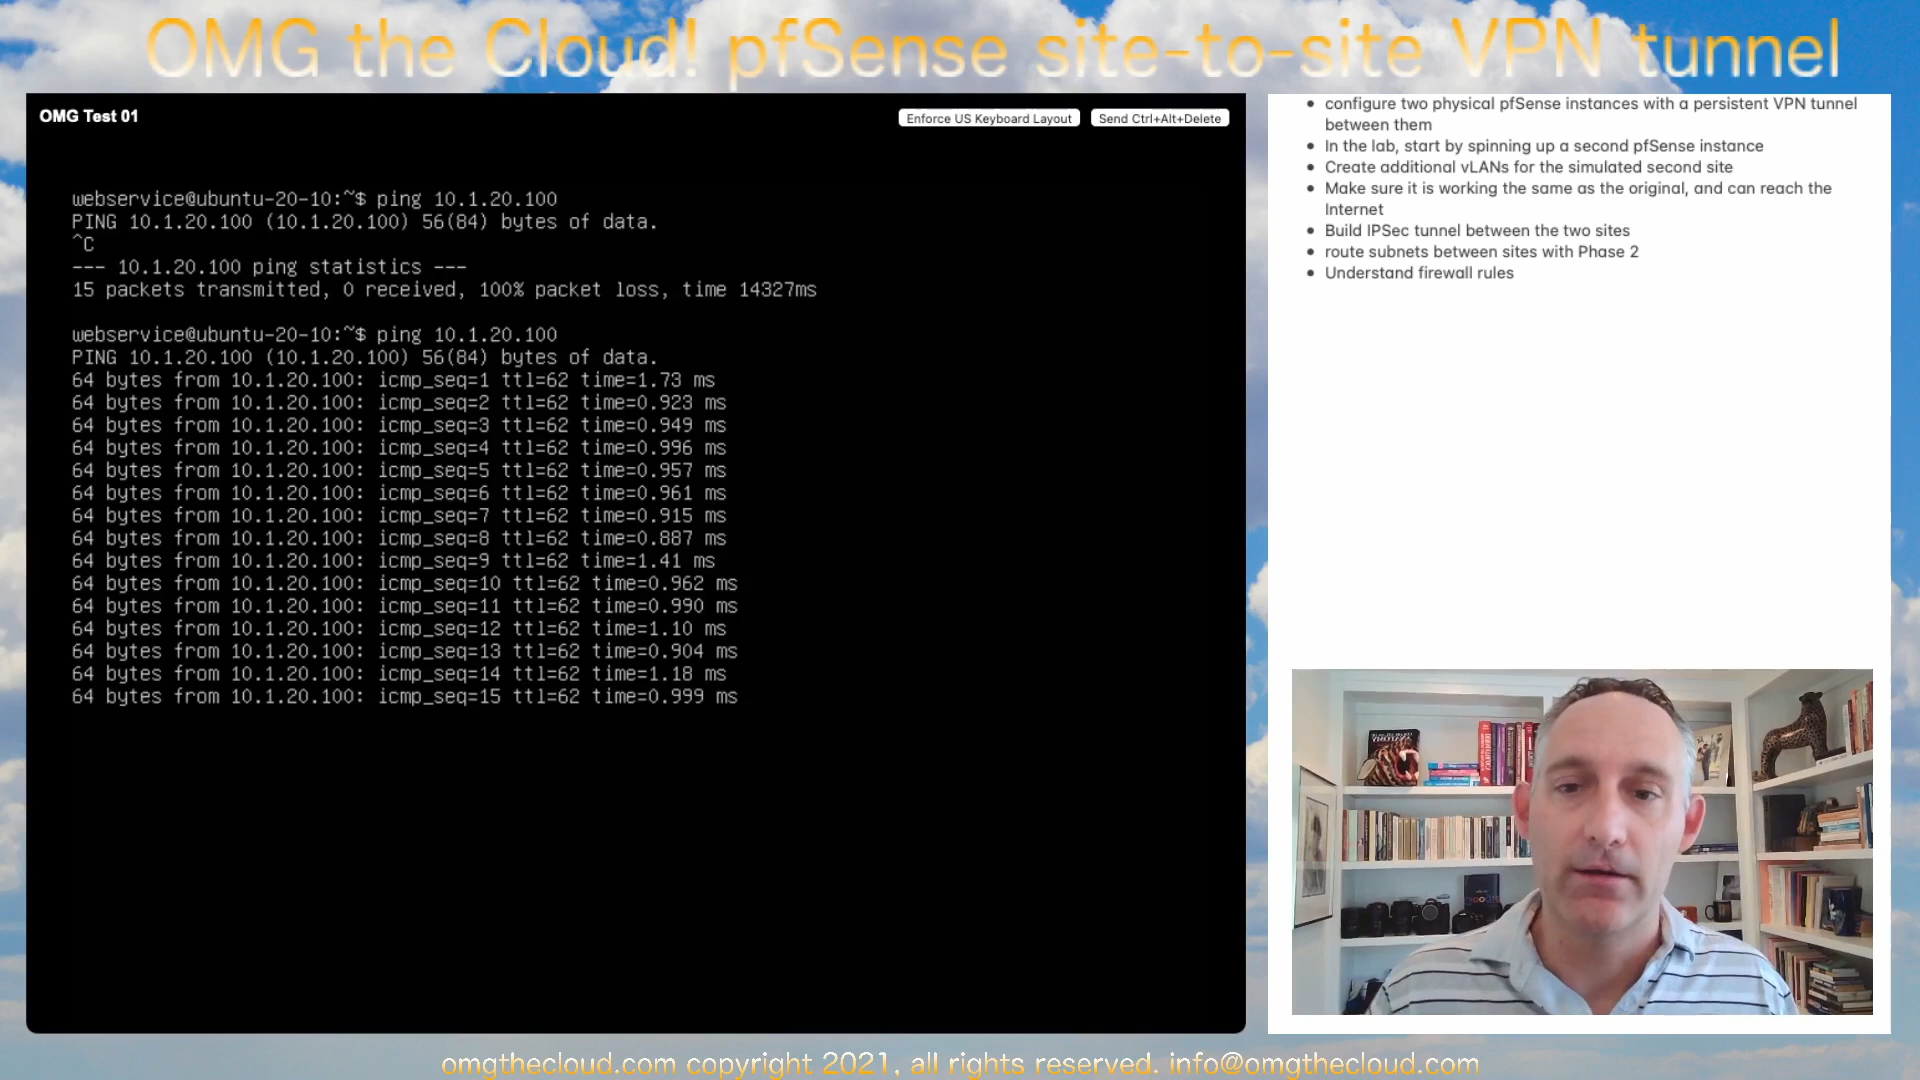 OMG the Cloud! pfSense site-to-site VPN tunnel
OMG Test 01
Enforce US Keyboard Layout
Send Ctrl+Alt+Delete
webservice@ubuntu-20-10:~$ ping 10.1.20.100
PING 10.1.20.100 (10.1.20.100) 56(84) bytes of data.
^C
--- 10.1.20.100 ping statistics ---
15 packets transmitted, 0 received, 100% packet loss, time 14327ms
webservice@ubuntu-20-10:~$ ping 10.1.20.100
PING 10.1.20.100 (10.1.20.100) 56(84) bytes of data.
64 bytes from 10.1.20.100: icmp_seq=1 ttl=62 time=1.73 ms
64 bytes from 10.1.20.100: icmp_seq=2 ttl=62 time=0.923 ms
64 bytes from 10.1.20.100: icmp_seq=3 ttl=62 time=0.949 ms
64 bytes from 10.1.20.100: icmp_seq=4 ttl=62 time=0.996 ms
64 bytes from 10.1.20.100: icmp_seq=5 ttl=62 time=0.957 ms
64 bytes from 10.1.20.100: icmp_seq=6 ttl=62 time=0.961 ms
64 bytes from 10.1.20.100: icmp_seq=7 ttl=62 time=0.915 ms
64 bytes from 10.1.20.100: icmp_seq=8 ttl=62 time=0.887 ms
64 bytes from 10.1.20.100: icmp_seq=9 ttl=62 time=1.41 ms
64 bytes from 10.1.20.100: icmp_seq=10 ttl=62 time=0.962 ms
64 bytes from 10.1.20.100: icmp_seq=11 ttl=62 time=0.990 ms
64 bytes from 10.1.20.100: icmp_seq=12 ttl=62 time=1.10 ms
64 bytes from 10.1.20.100: icmp_seq=13 ttl=62 time=0.904 ms
64 bytes from 10.1.20.100: icmp_seq=14 ttl=62 time=1.18 ms
64 bytes from 10.1.20.100: icmp_seq=15 ttl=62 time=0.999 ms
• configure two physical pfSense instances with a persistent VPN tunnel
between them
• In the lab, start by spinning up a second pfSense instance
• Create additional vLANs for the simulated second site
• Make sure it is working the same as the original, and can reach the
Internet
• Build IPSec tunnel between the two sites
• route subnets between sites with Phase 2
• Understand firewall rules
omgthecloud.com copyright 2021, all rights reserved. info@omgthecloud.com